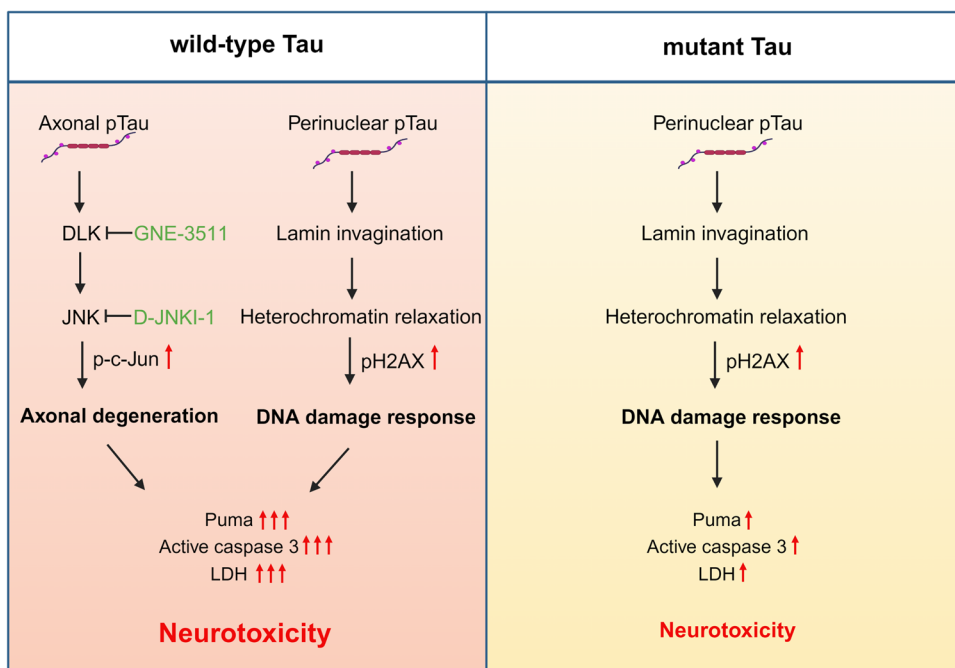 wild-type Tau
mutant Tau
Axonal pTau
Perinuclear pTau
DLK
GNE-3511
Lamin invagination
JNK
D-JNKI-1
Heterochromatin relaxation
p-c-Jun
pH2AX
Axonal degeneration
DNA damage response
Puma
Active caspase 3
LDH
Neurotoxicity
Perinuclear pTau
Lamin invagination
Heterochromatin relaxation
pH2AX
DNA damage response
Puma
Active caspase 3
LDH
Neurotoxicity